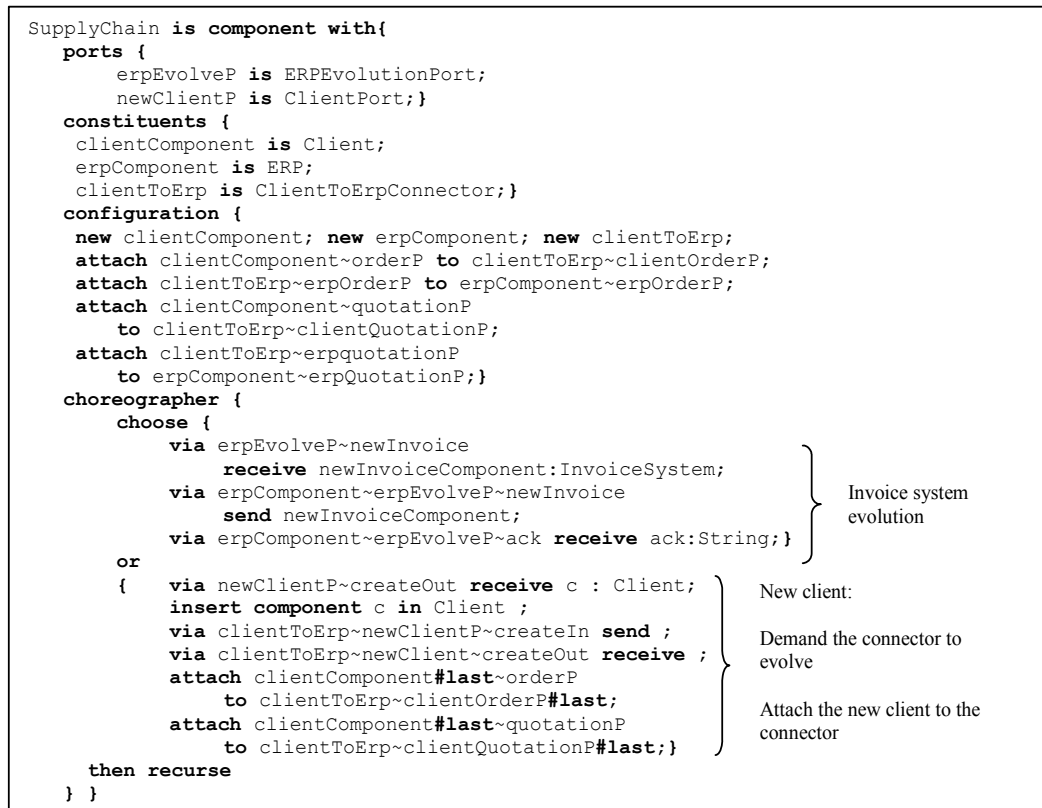 SupplyChain is component with{
ports {
erpEvolveP is ERPEvolutionPort;
newClientP is ClientPort;}
constituents {
clientComponent is Client;
erpComponent is ERP;
clientToErp is ClientToErpConnector;}
configuration {
new clientComponent; new erpComponent; new clientToErp;
attach clientComponent~orderP to clientToErp~clientOrderP;
attach clientToErp~erpOrderP to erpComponent~erpOrderP;
attach clientComponent~quotationP
to clientToErp~clientQuotationP;
attach clientToErp~erpquotationP
to erpComponent~erpQuotationP;}
choreographer {
choose {
via erpEvolveP~newInvoice
receive newInvoiceComponent:InvoiceSystem;
via erpComponent~erpEvolveP~newInvoice
send newInvoiceComponent;
via erpComponent~erpEvolveP~ack receive ack:String;}
Invoice system
evolution
or
{ via newClientP~createOut receive c : Client;
insert component c in Client ;
via clientToErp~newClientP~createIn send ;
via clientToErp~newClient~createOut receive ;
attach clientComponent#last~orderP
to clientToErp~clientOrderP#last;
attach clientComponent#last~quotationP
to clientToErp~clientQuotationP#last;}
New client:
Demand the connector to
evolve
Attach the new client to the
connector
then recurse
} }